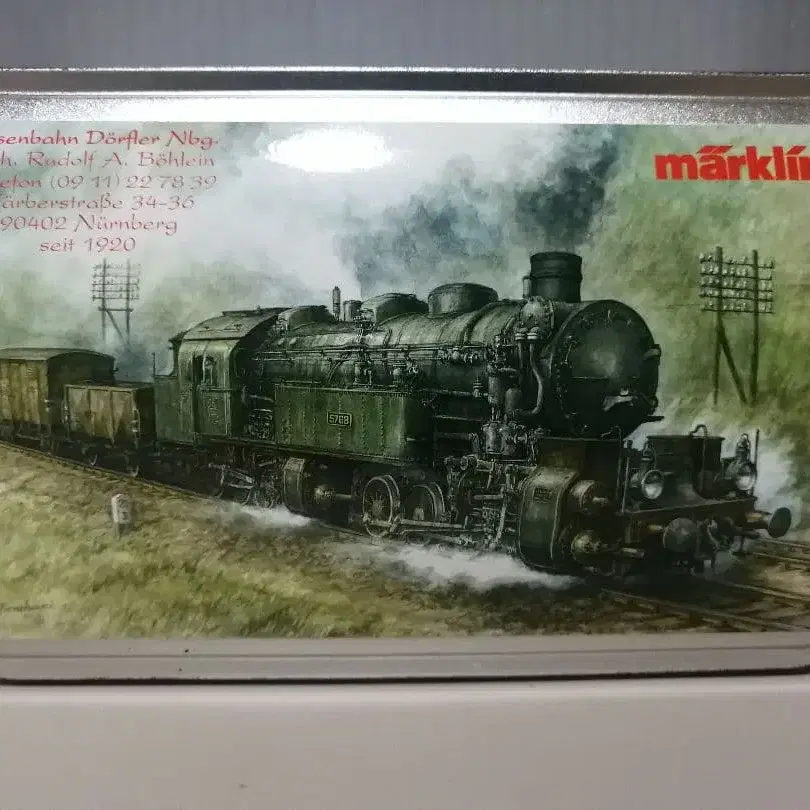 senbahn Dörfler Nbg.
h. Rudolf A. Böhlein
efon (09 11) 22 78 39
ärberstraße 34-36
90402 Nürnberg
seit 1920
märklin
5708